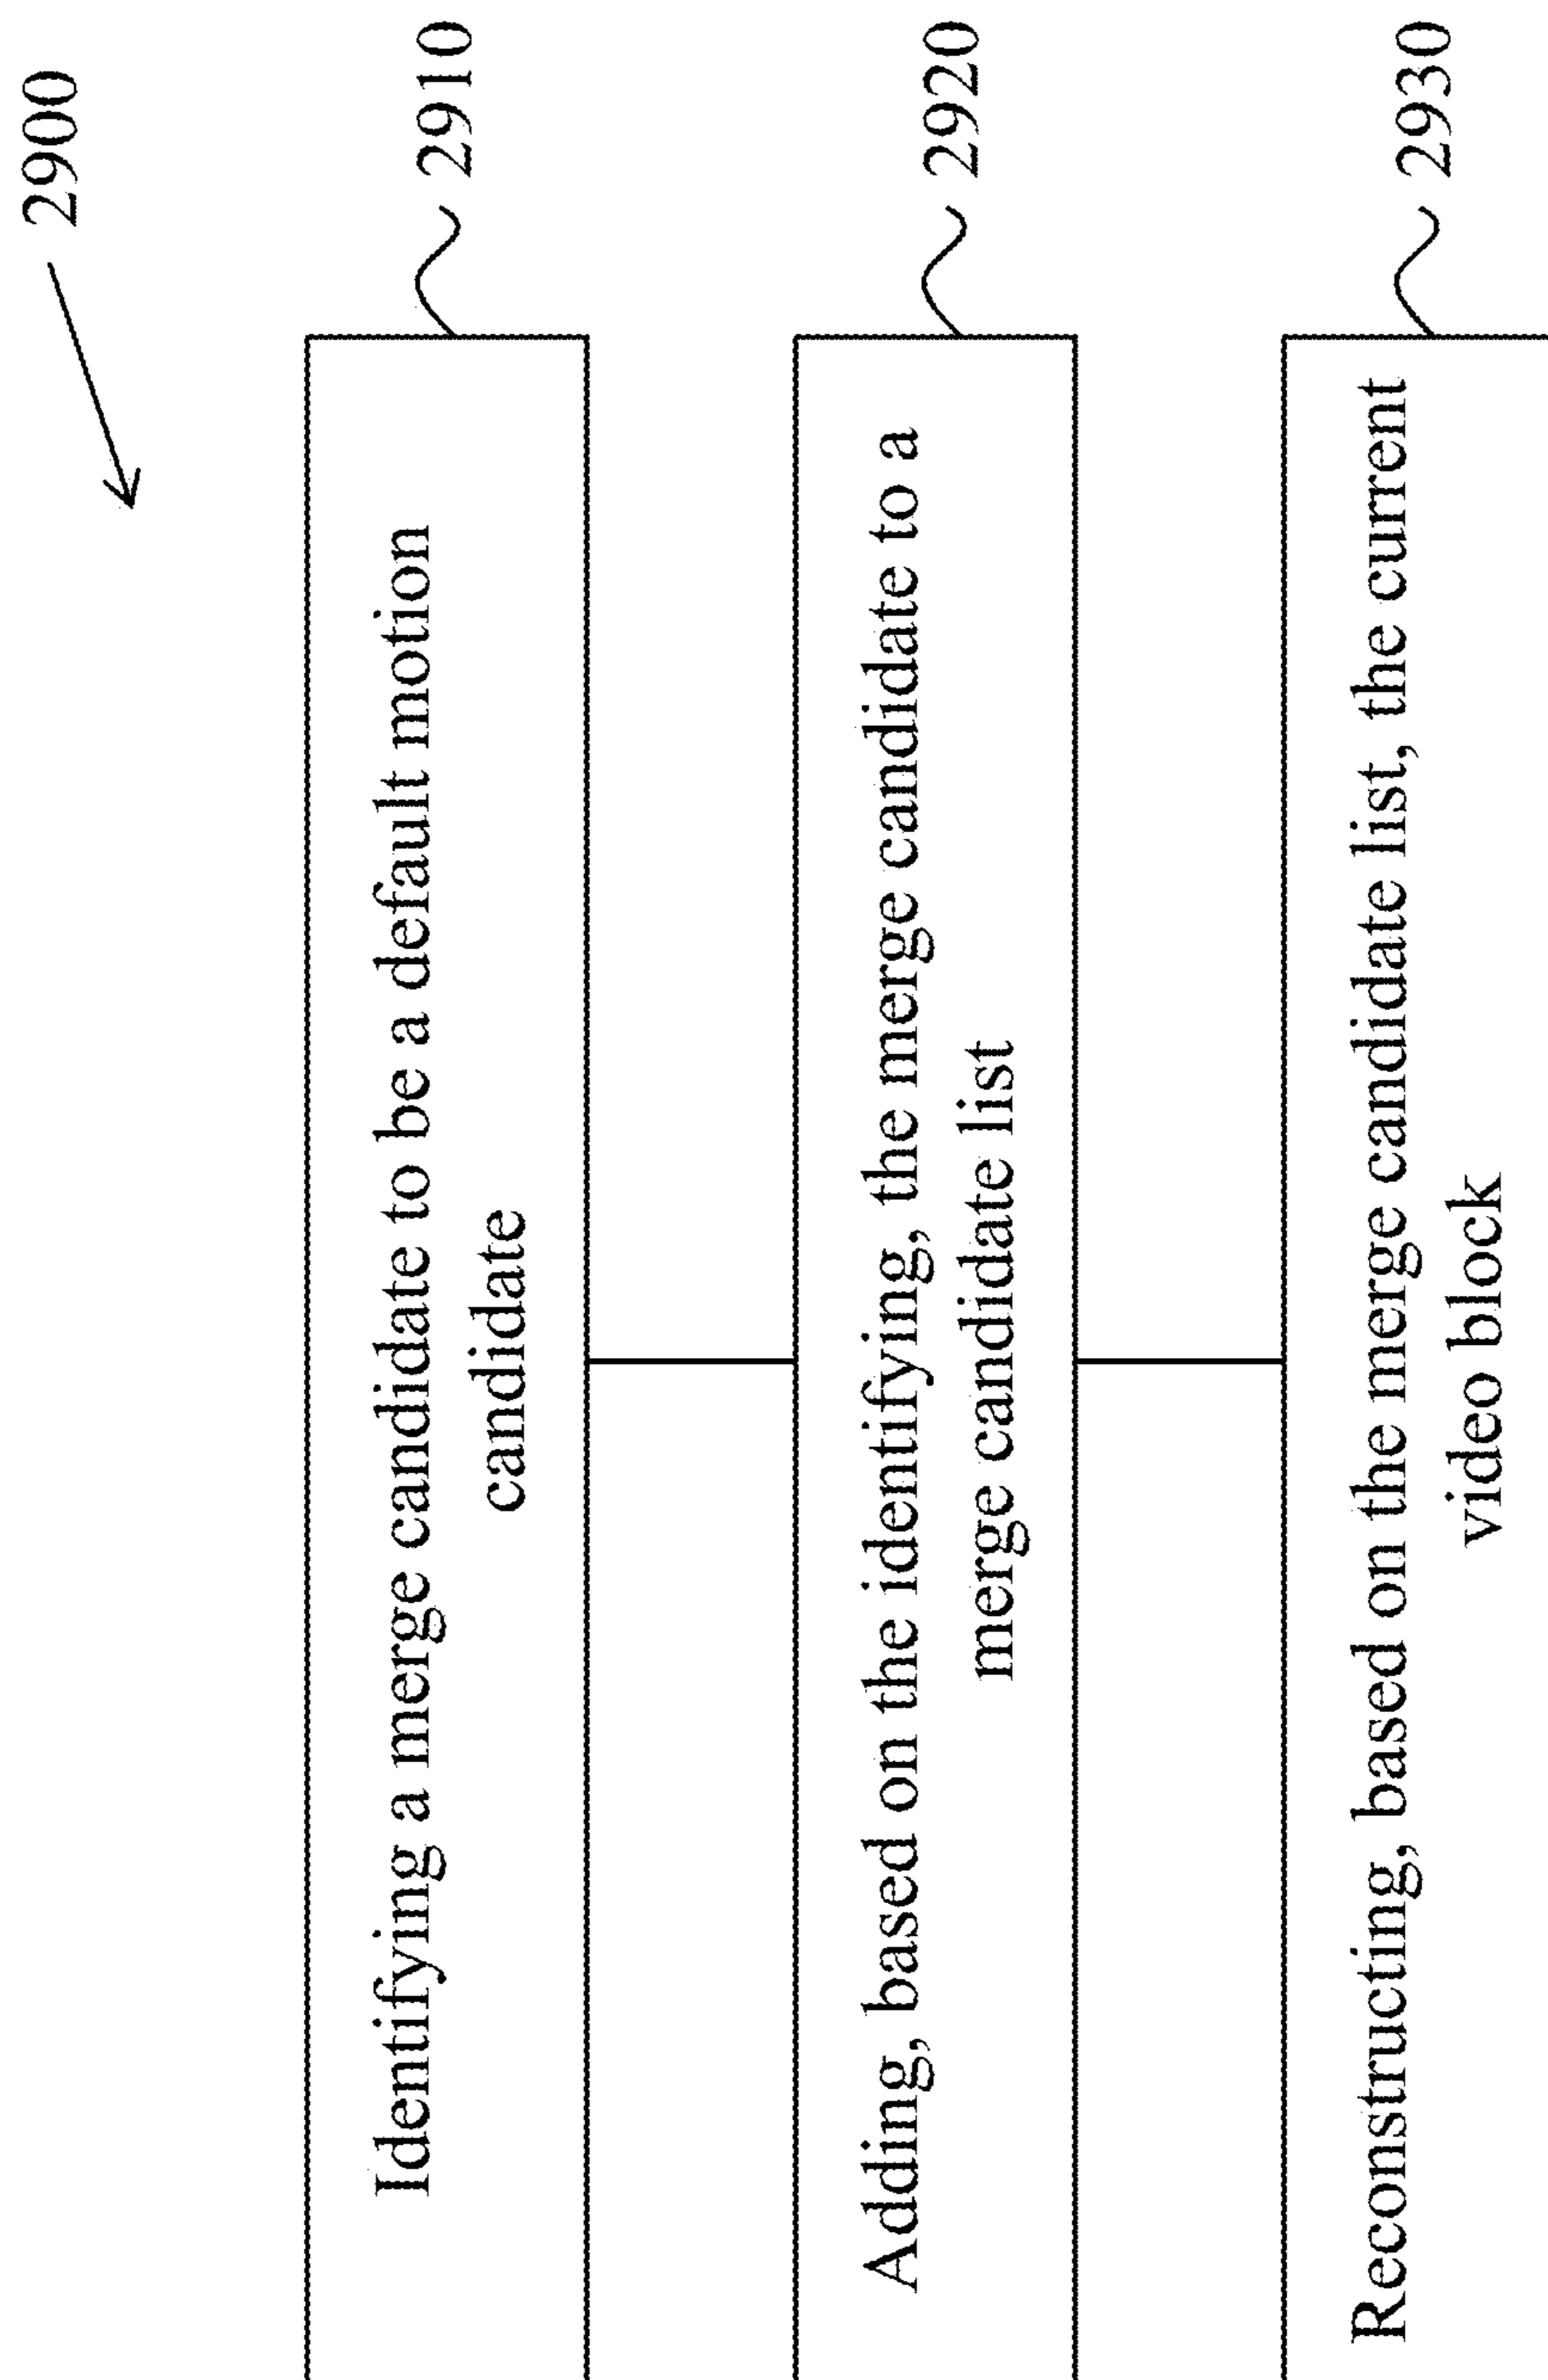 2900
Identifying a merge candidate to be a default motion
candidate
2910
Adding, based on the identifying, the merge candidate to a
merge candidate list
2920
Reconstructing, based on the merge candidate list, the current
video block
2930